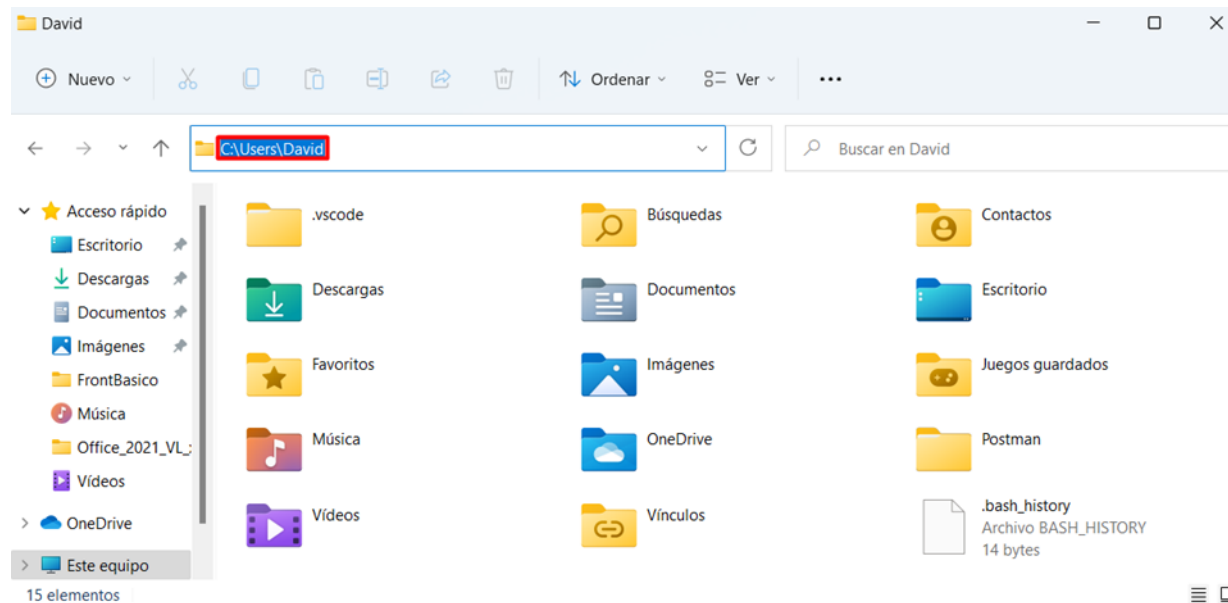 David
Nuevo
Ordenar
Ver
C:\Users\David
Buscar en David
Acceso rápido
Escritorio
Descargas
Documentos
Imágenes
FrontBasico
Música
Office_2021_VL_
Vídeos
OneDrive
Este equipo
.vscode
Búsquedas
Contactos
Descargas
Documentos
Escritorio
Favoritos
Imágenes
Juegos guardados
Música
OneDrive
Postman
Vídeos
Vínculos
.bash_history
Archivo BASH_HISTORY
14 bytes
15 elementos